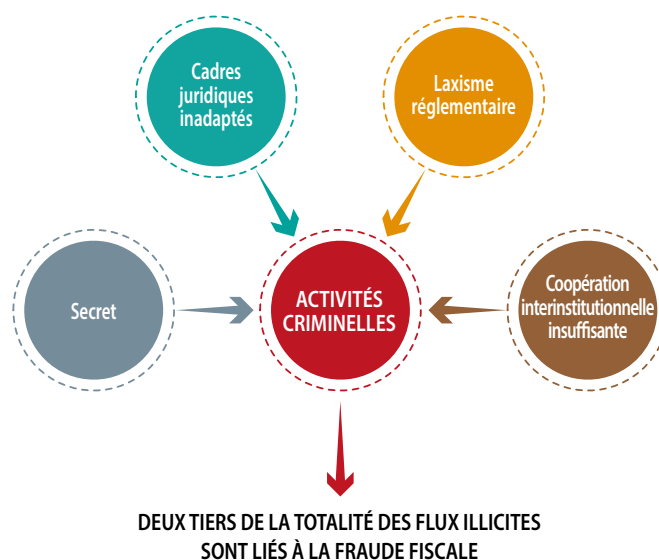 Cadres
juridiques
inadaptés
Laxisme
réglementaire
Secret
ACTIVITÉS
CRIMINELLES
Coopération
interinstitutionnelle
insuffisante
DEUX TIERS DE LA TOTALITÉ DES FLUX ILLICITES
SONT LIÉS À LA FRAUDE FISCALE